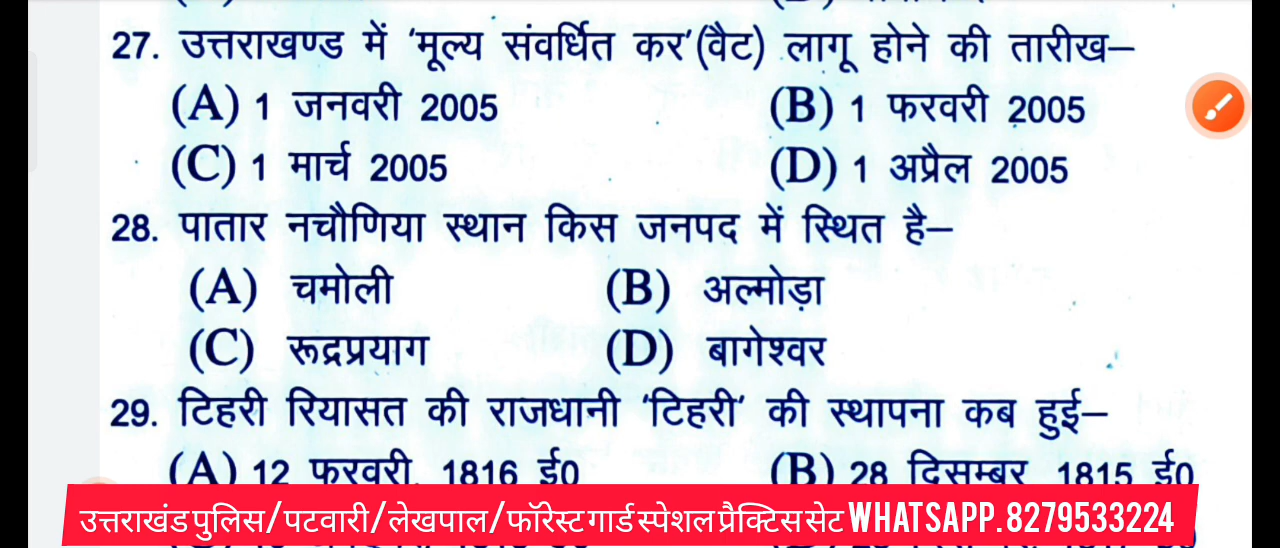 27. उत्तराखण्ड में 'मूल्य संवर्धित कर' (वैट) लागू होने की तारीख–
(A) 1 जनवरी 2005 (B) 1 फरवरी 2005
(C) 1 मार्च 2005 (D) 1 अप्रैल 2005
28. पातार नचौणिया स्थान किस जनपद में स्थित है–
(A) चमोली (B) अल्मोड़ा
(C) रूद्रप्रयाग (D) बागेश्वर
29. टिहरी रियासत की राजधानी 'टिहरी' की स्थापना कब हुई–
(A) 12 फरवरी, 1816 ई0 (B) 28 दिसम्बर, 1815 ई0
उत्तराखंड पुलिस/पटवारी/लेखपाल/फॉरेस्ट गार्ड स्पेशल प्रैक्टिस सेट WHATSAPP. 8279533224